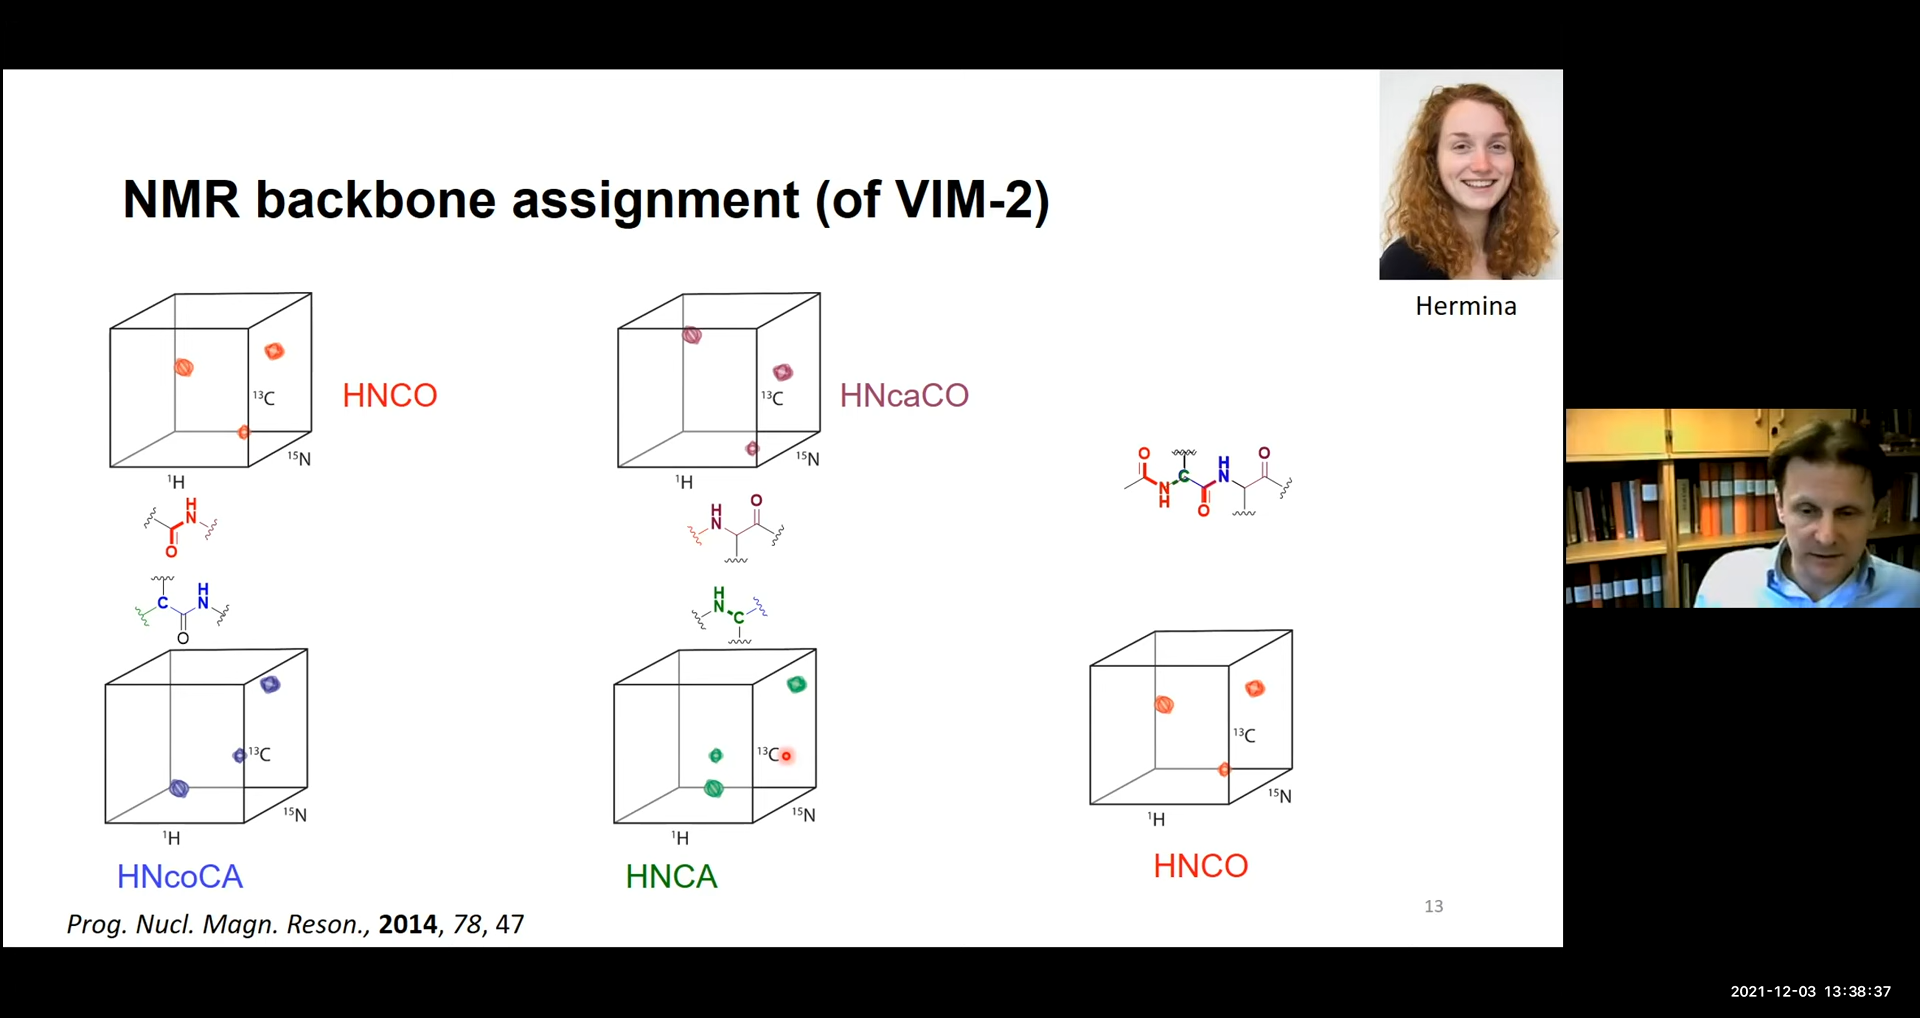 NMR backbone assignment (of VIM-2)
Hermina
¹³C
¹⁵N
¹H
HNCO
¹³C
¹⁵N
¹H
HNcaCO
H
N
O
H
N
O
O
N
H
C
O
H
N
O
C
H
N
O
H
N
C
¹³C
¹⁵N
¹H
HNcoCA
¹³C
¹⁵N
¹H
HNCA
¹³C
¹⁵N
¹H
HNCO
Prog. Nucl. Magn. Reson., 2014, 78, 47
13
2021-12-03 13:38:37